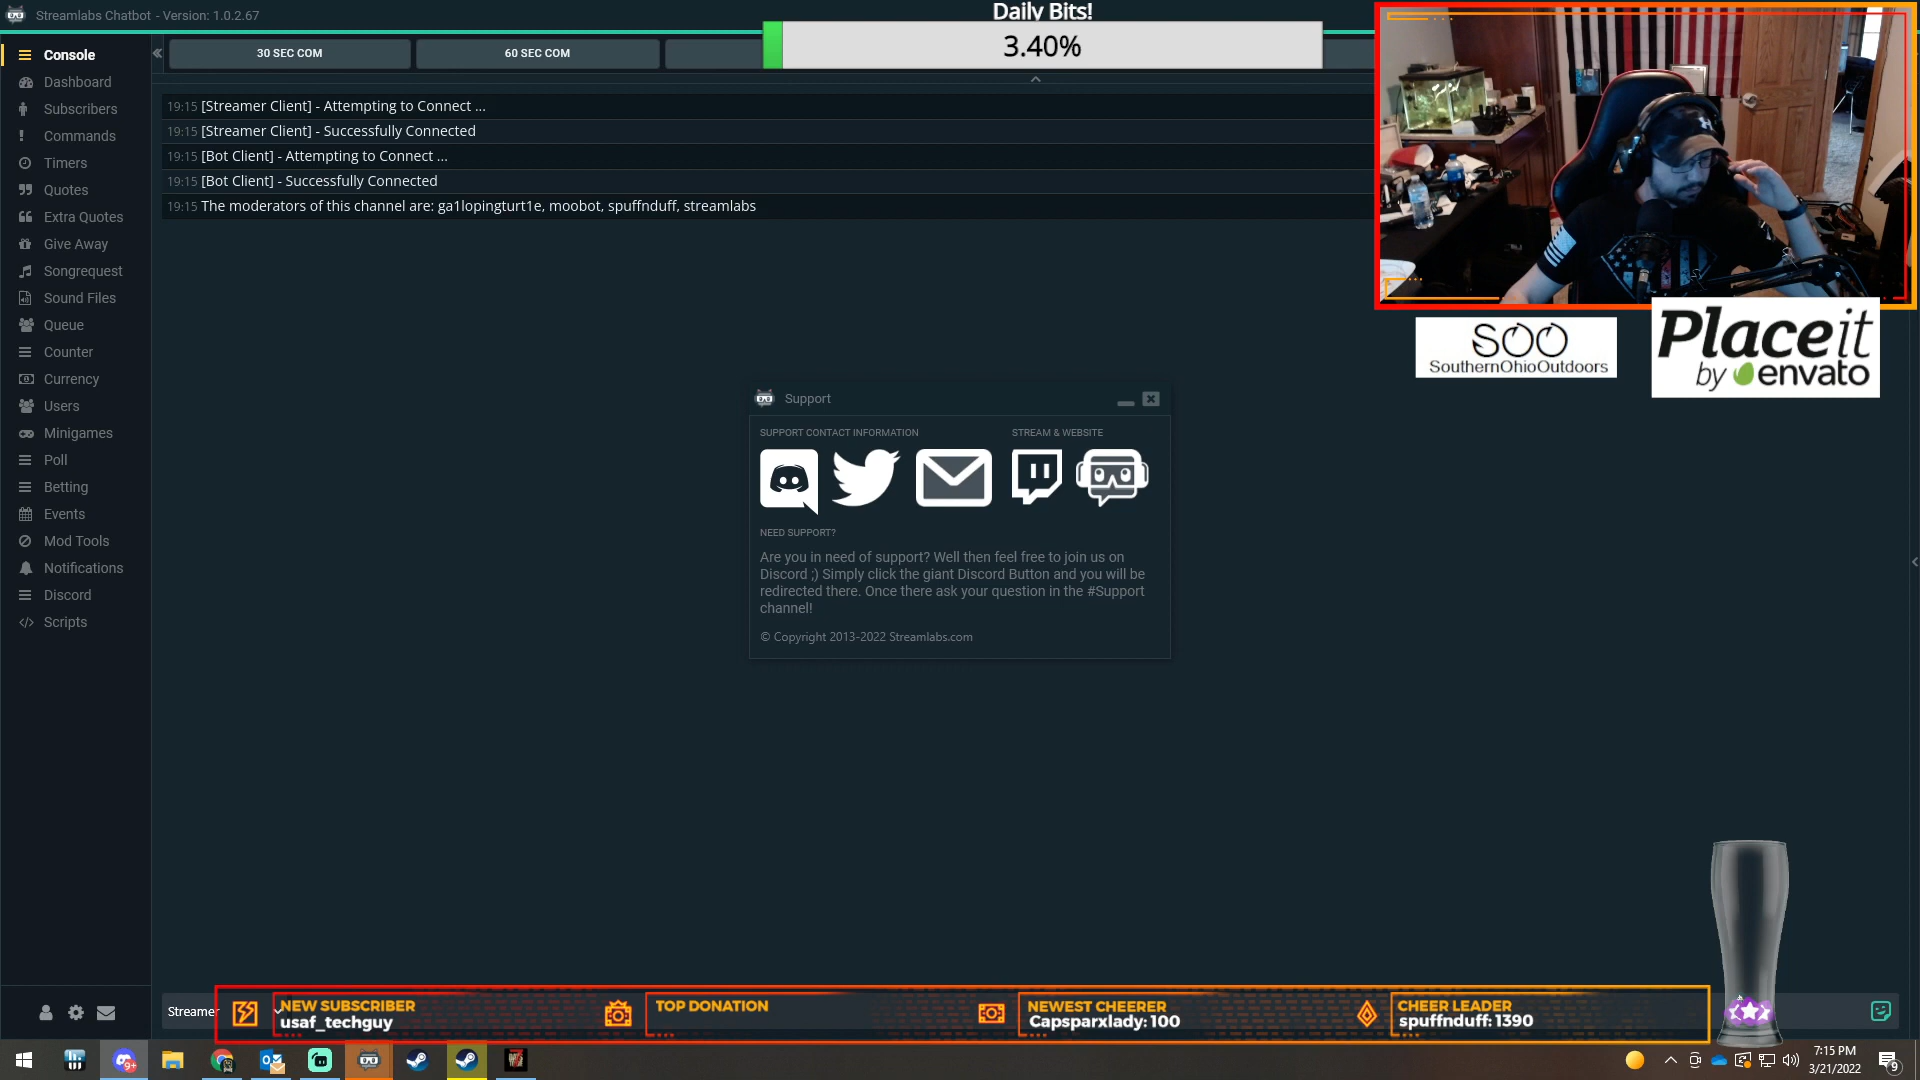 Streamlabs Chatbot - Version: 1.0.2.67
Daily Bits!
3.40%
30 SEC COM
60 SEC COM
Console
Dashboard
Subscribers
Commands
Timers
Quotes
Extra Quotes
Give Away
Songrequest
Sound Files
Queue
Counter
Currency
Users
Minigames
Poll
Betting
Events
Mod Tools
Notifications
Discord
Scripts
19:15 [Streamer Client] - Attempting to Connect ...
19:15 [Streamer Client] - Successfully Connected
19:15 [Bot Client] - Attempting to Connect ...
19:15 [Bot Client] - Successfully Connected
19:15 The moderators of this channel are: ga1lopingturt1e, moobot, spuffnduff, streamlabs
SOO
SouthernOhioOutdoors
Placeit
by envato
Support
SUPPORT CONTACT INFORMATION
STREAM & WEBSITE
NEED SUPPORT?
Are you in need of support? Well then feel free to join us on
Discord ;) Simply click the giant Discord Button and you will be
redirected there. Once there ask your question in the #Support
channel!
© Copyright 2013-2022 Streamlabs.com
Streamer
NEW SUBSCRIBER
usaf_techguy
TOP DONATION
NEWEST CHEERER
Capsparxlady: 100
CHEER LEADER
spuffnduff: 1390
9+
7:15 PM
3/21/2022
9